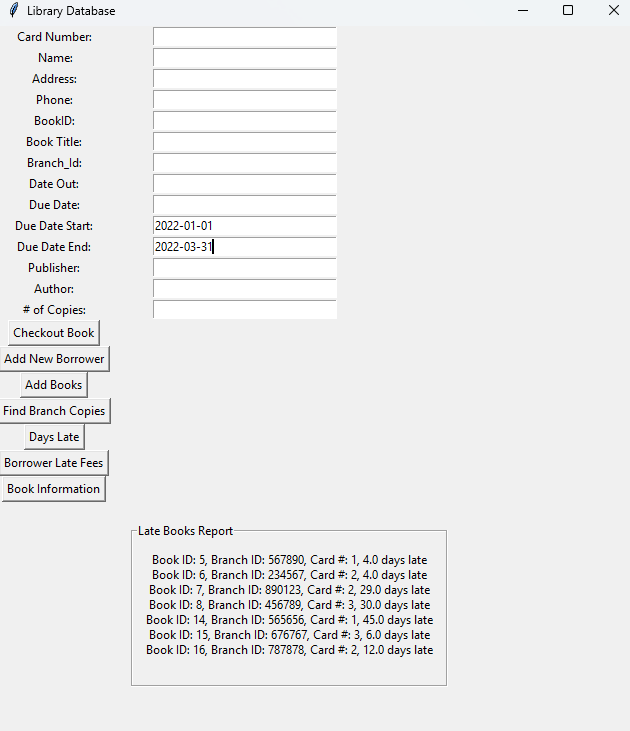 Library Database
Card Number:
Name:
Address:
Phone:
BookID:
Book Title:
Branch_Id:
Date Out:
Due Date:
Due Date Start: 2022-01-01
Due Date End: 2022-03-31
Publisher:
Author:
# of Copies:
Checkout Book
Add New Borrower
Add Books
Find Branch Copies
Days Late
Borrower Late Fees
Book Information
Late Books Report
Book ID: 5, Branch ID: 567890, Card #: 1, 4.0 days late
Book ID: 6, Branch ID: 234567, Card #: 2, 4.0 days late
Book ID: 7, Branch ID: 890123, Card #: 2, 29.0 days late
Book ID: 8, Branch ID: 456789, Card #: 3, 30.0 days late
Book ID: 14, Branch ID: 565656, Card #: 1, 45.0 days late
Book ID: 15, Branch ID: 676767, Card #: 3, 6.0 days late
Book ID: 16, Branch ID: 787878, Card #: 2, 12.0 days late